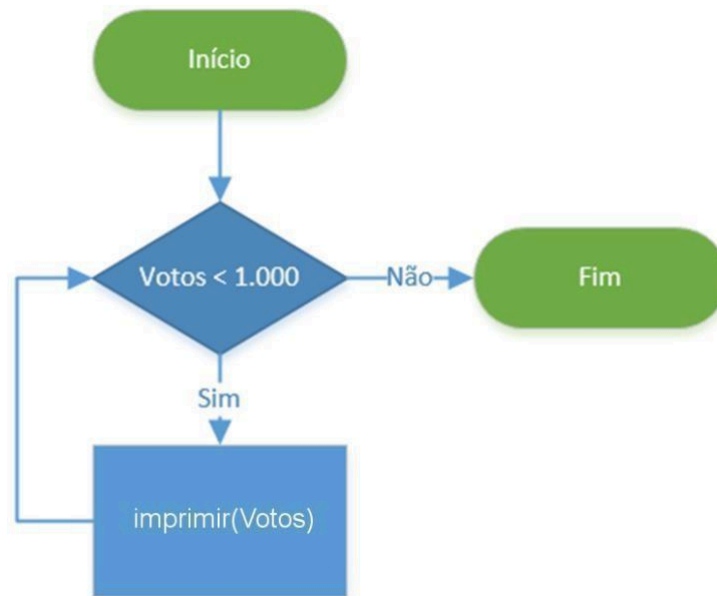 Início
Votos < 1.000
Não
Fim
Sim
imprimir(Votos)